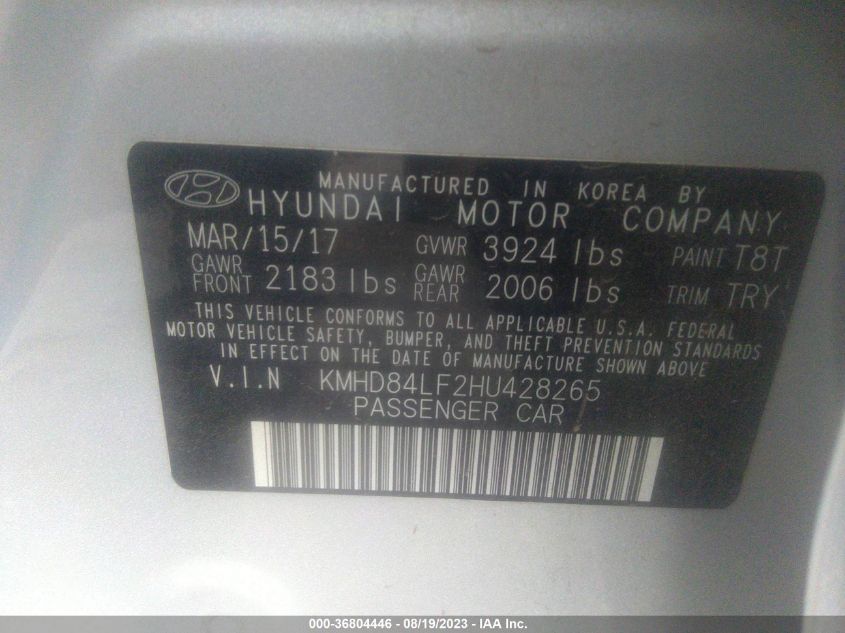 MANUFACTURED IN KOREA BY
HYUNDAI MOTOR COMPANY
MAR/15/17 GVWR 3924 lbs PAINT T8T
GAWR FRONT 2183 lbs GAWR REAR 2006 lbs TRIM TRY
THIS VEHICLE CONFORMS TO ALL APPLICABLE U.S.A. FEDERAL
MOTOR VEHICLE SAFETY, BUMPER, AND THEFT PREVENTION STANDARDS
IN EFFECT ON THE DATE OF MANUFACTURE SHOWN ABOVE.
V.I.N KMHD84LF2HU428265
PASSENGER CAR
000-36804446 - 08/19/2023 - IAA Inc.